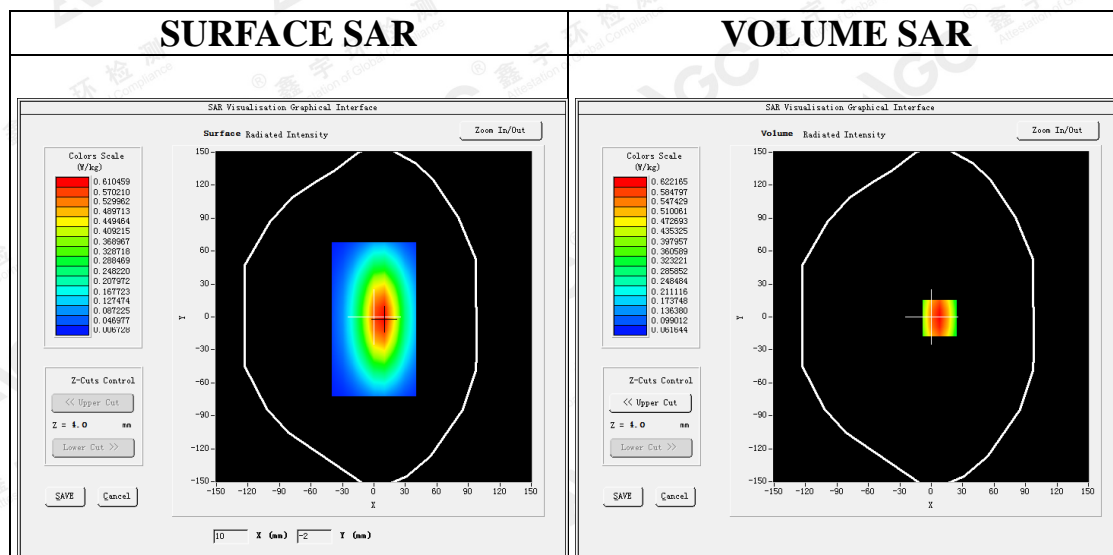 SURFACE SAR
VOLUME SAR
SAR Visualisation Graphical Interface
Surface Radiated Intensity
Zoom In/Out
Colors Scale
(W/kg)
0.610459
0.570210
0.529962
0.489713
0.449464
0.409215
0.368967
0.328718
0.288469
0.248220
0.207972
0.167723
0.127474
0.087225
0.046977
0.006728
150
120
90
60
30
0
-30
-60
-90
-120
-150
Y
-150 -120 -90 -60 -30 0 30 60 90 120 150
X
Z-Cuts Control
<< Upper Cut
Z = 4.0 mm
Lower Cut >>
SAVE Cancel
10 X (mm) -2 Y (mm)
SAR Visualisation Graphical Interface
Volume Radiated Intensity
Zoom In/Out
Colors Scale
(W/kg)
0.622165
0.584797
0.547429
0.510061
0.472693
0.435325
0.397957
0.360589
0.323221
0.285852
0.248484
0.211116
0.173748
0.136380
0.099012
0.061644
150
120
90
60
30
0
-30
-60
-90
-120
-150
Y
-150 -120 -90 -60 -30 0 30 60 90 120 150
X
Z-Cuts Control
<< Upper Cut
Z = 4.0 mm
Lower Cut >>
SAVE Cancel